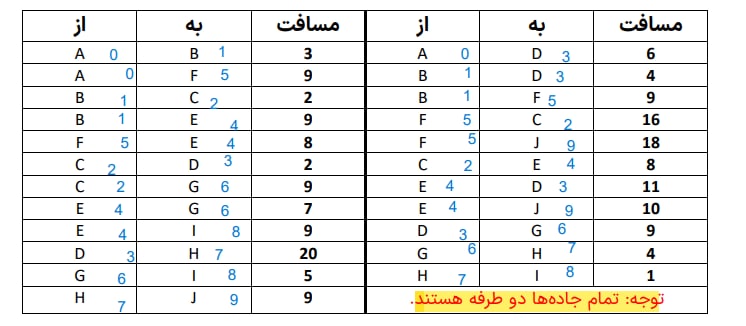 از به مسافت از به مسافت
A 0 B 1 3 A 0 D 3 6
A 0 F 5 9 B 1 D 3 4
B 1 C 2 2 B 1 F 5 9
B 1 E 4 9 F 5 C 2 16
F 5 E 4 8 F 5 J 9 18
C 2 D 3 2 C 2 E 4 8
C 2 G 6 9 E 4 D 3 11
E 4 G 6 7 E 4 J 9 10
E 4 I 8 9 D 3 G 6 9
D 3 H 7 20 G 6 H 7 4
G 6 I 8 5 H 7 I 8 1
H 7 J 9 9 توجه: تمام جاده‌ها دو طرفه هستند.